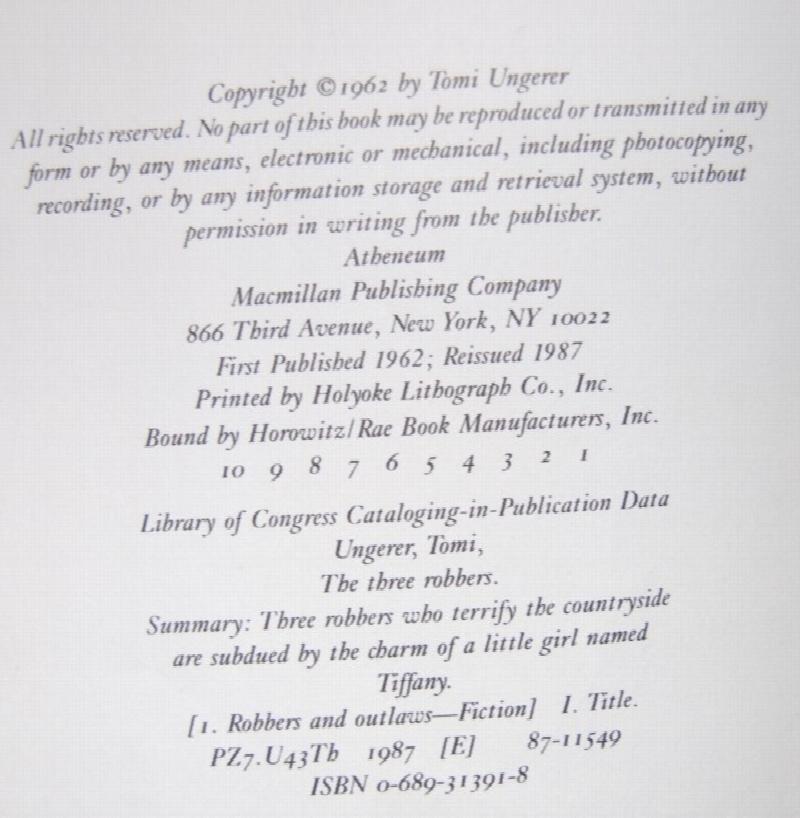 Copyright ©1962 by Tomi Ungerer
All rights reserved. No part of this book may be reproduced or transmitted in any
form or by any means, electronic or mechanical, including photocopying,
recording, or by any information storage and retrieval system, without
permission in writing from the publisher.
Atheneum
Macmillan Publishing Company
866 Third Avenue, New York, NY 10022
First Published 1962; Reissued 1987
Printed by Holyoke Lithograph Co., Inc.
Bound by Horowitz/Rae Book Manufacturers, Inc.
10 9 8 7 6 5 4 3 2 1
Library of Congress Cataloging-in-Publication Data
Ungerer, Tomi,
The three robbers.
Summary: Three robbers who terrify the countryside
are subdued by the charm of a little girl named
Tiffany.
[1. Robbers and outlaws—Fiction] I. Title.
PZ7.U43Tb 1987 [E] 87-11549
ISBN 0-689-31391-8